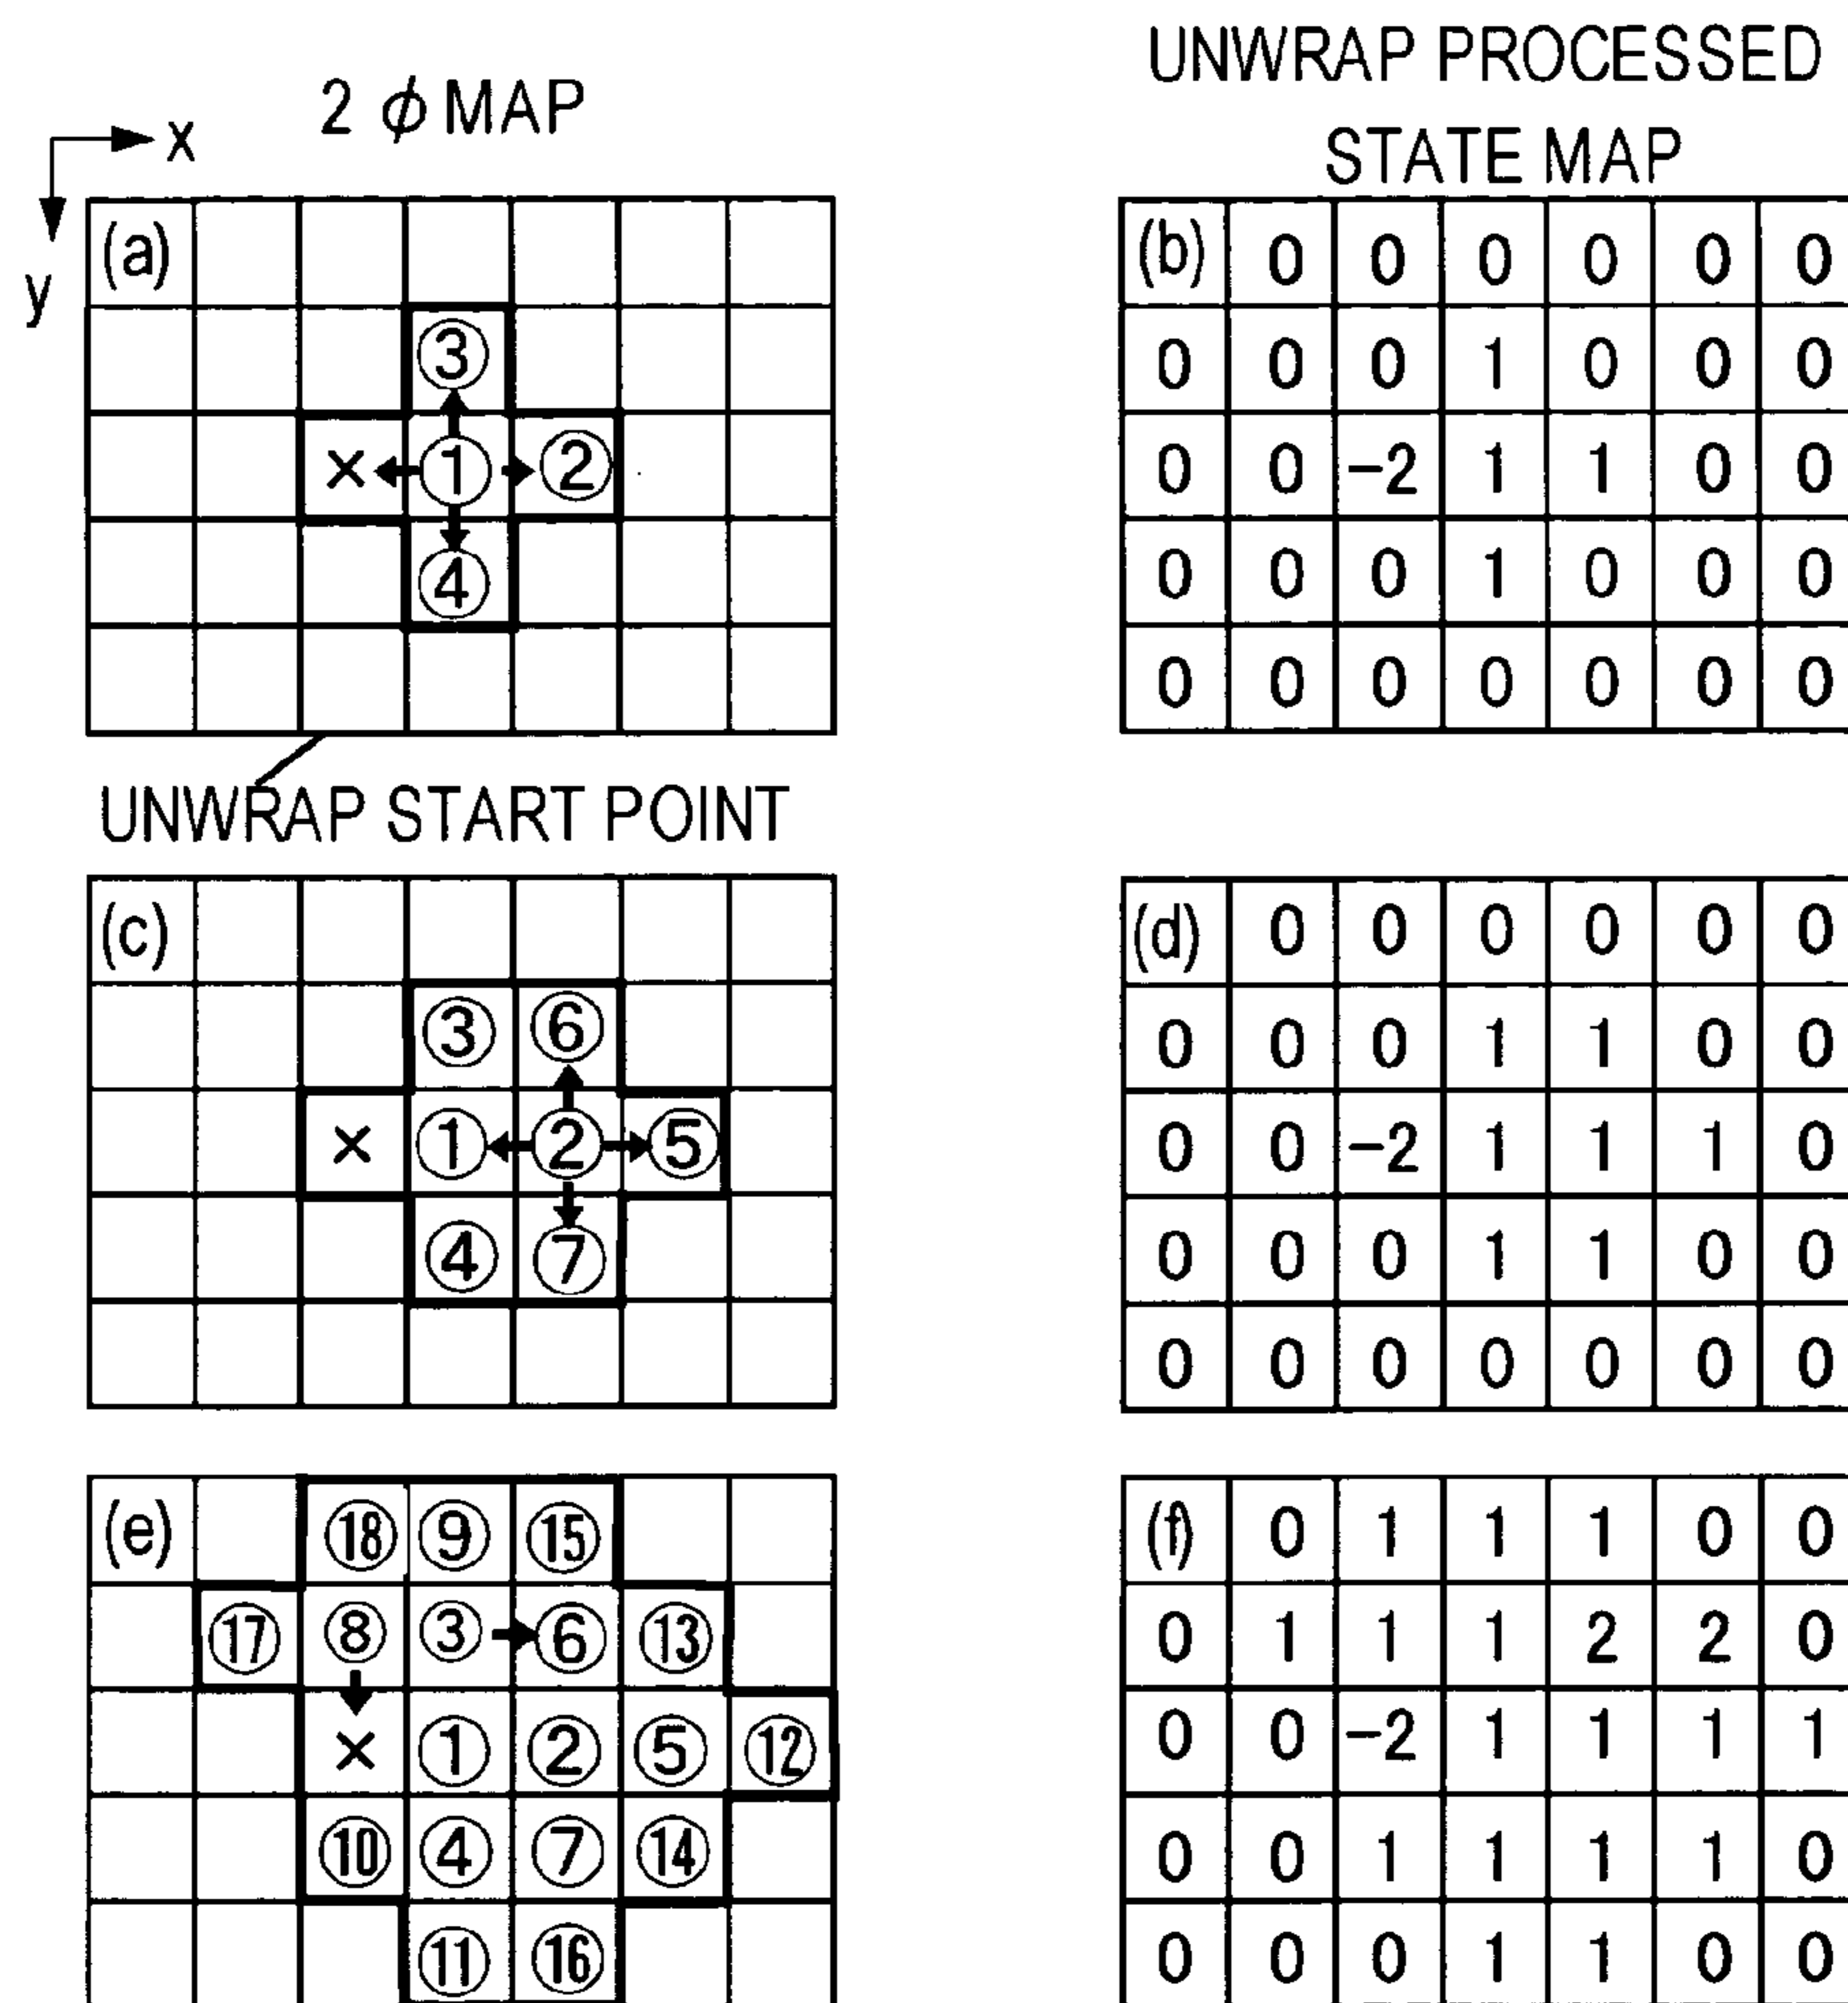 2 ϕ MAP
UNWRAP PROCESSED
STATE MAP
x
y
(a)
③
× ① ②
④
(b) 0 0 0 0 0 0
0 0 0 1 0 0 0
0 0 -2 1 1 0 0
0 0 0 1 0 0 0
0 0 0 0 0 0 0
UNWRAP START POINT
(c)
③ ⑥
× ① ② ⑤
④ ⑦
(d) 0 0 0 0 0 0
0 0 0 1 1 0 0
0 0 -2 1 1 1 0
0 0 0 1 1 0 0
0 0 0 0 0 0 0
(e) ⑱ ⑨ ⑮
⑰ ⑧ ③ ⑥ ⑬
× ① ② ⑤ ⑫
⑩ ④ ⑦ ⑭
⑪ ⑯
(f) 0 1 1 1 0 0
0 1 1 1 2 2 0
0 0 -2 1 1 1 1
0 0 1 1 1 1 0
0 0 0 1 1 0 0